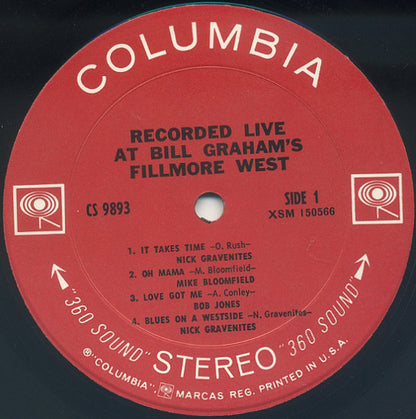 COLUMBIA
RECORDED LIVE
AT BILL GRAHAM'S
FILLMORE WEST
CS 9893
SIDE 1
XSM 150566
1. IT TAKES TIME -O. Rush-
NICK GRAVENITES
2. OH MAMA -M. Bloomfield-
MIKE BLOOMFIELD
3. LOVE GOT ME -A. Conley-
BOB JONES
4. BLUES ON A WESTSIDE -N. Gravenites-
NICK GRAVENITES
"360 SOUND" STEREO "360 SOUND"
℗"COLUMBIA", MARCAS REG. PRINTED IN U.S.A.